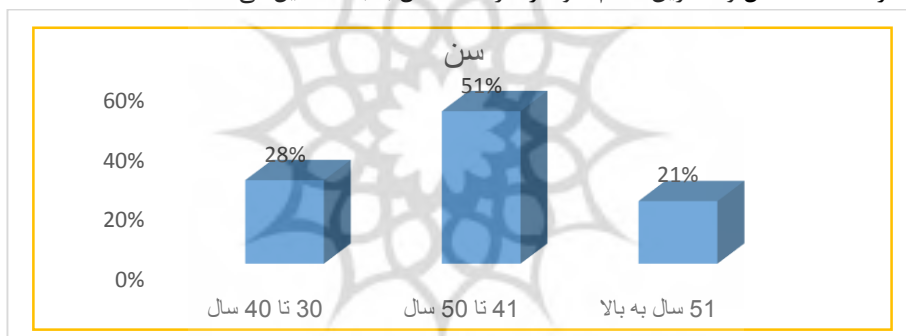 سن
60%
40%
20%
0%
28%
51%
21%
30 تا 40 سال
41 تا 50 سال
51 سال به بالا